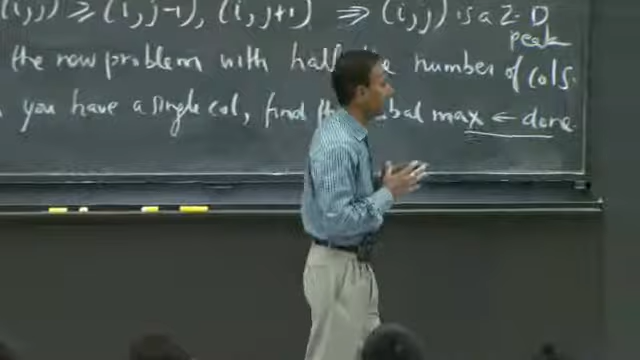 (i,j) ⩾ (i,j-1), (i,j+1) ⇒ (i,j) is a 2-D
peak
the new problem with half the number of cols.
you have a single col, find the global max ← done